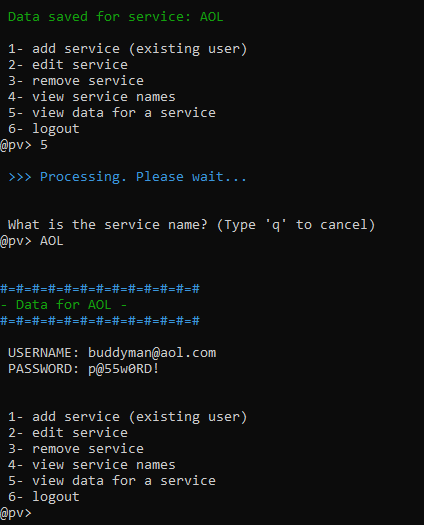 Data saved for service: AOL
1- add service (existing user)
2- edit service
3- remove service
4- view service names
5- view data for a service
6- logout
@pv> 5
>>> Processing. Please wait...
What is the service name? (Type 'q' to cancel)
@pv> AOL
#=#=#=#=#=#=#=#=#=#=#=#=#
- Data for AOL -
#=#=#=#=#=#=#=#=#=#=#=#=#
USERNAME: buddyman@aol.com
PASSWORD: p@55w0RD!
1- add service (existing user)
2- edit service
3- remove service
4- view service names
5- view data for a service
6- logout
@pv>